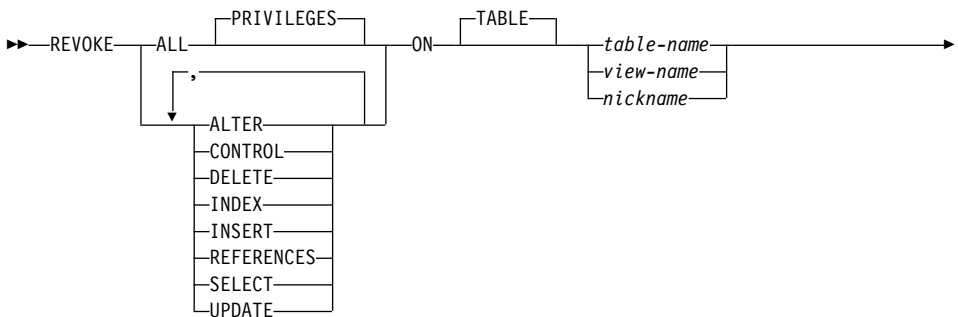 PRIVILEGES TABLE
REVOKE ALL ON table-name
, view-name
nickname
ALTER
CONTROL
DELETE
INDEX
INSERT
REFERENCES
SELECT
UPDATE